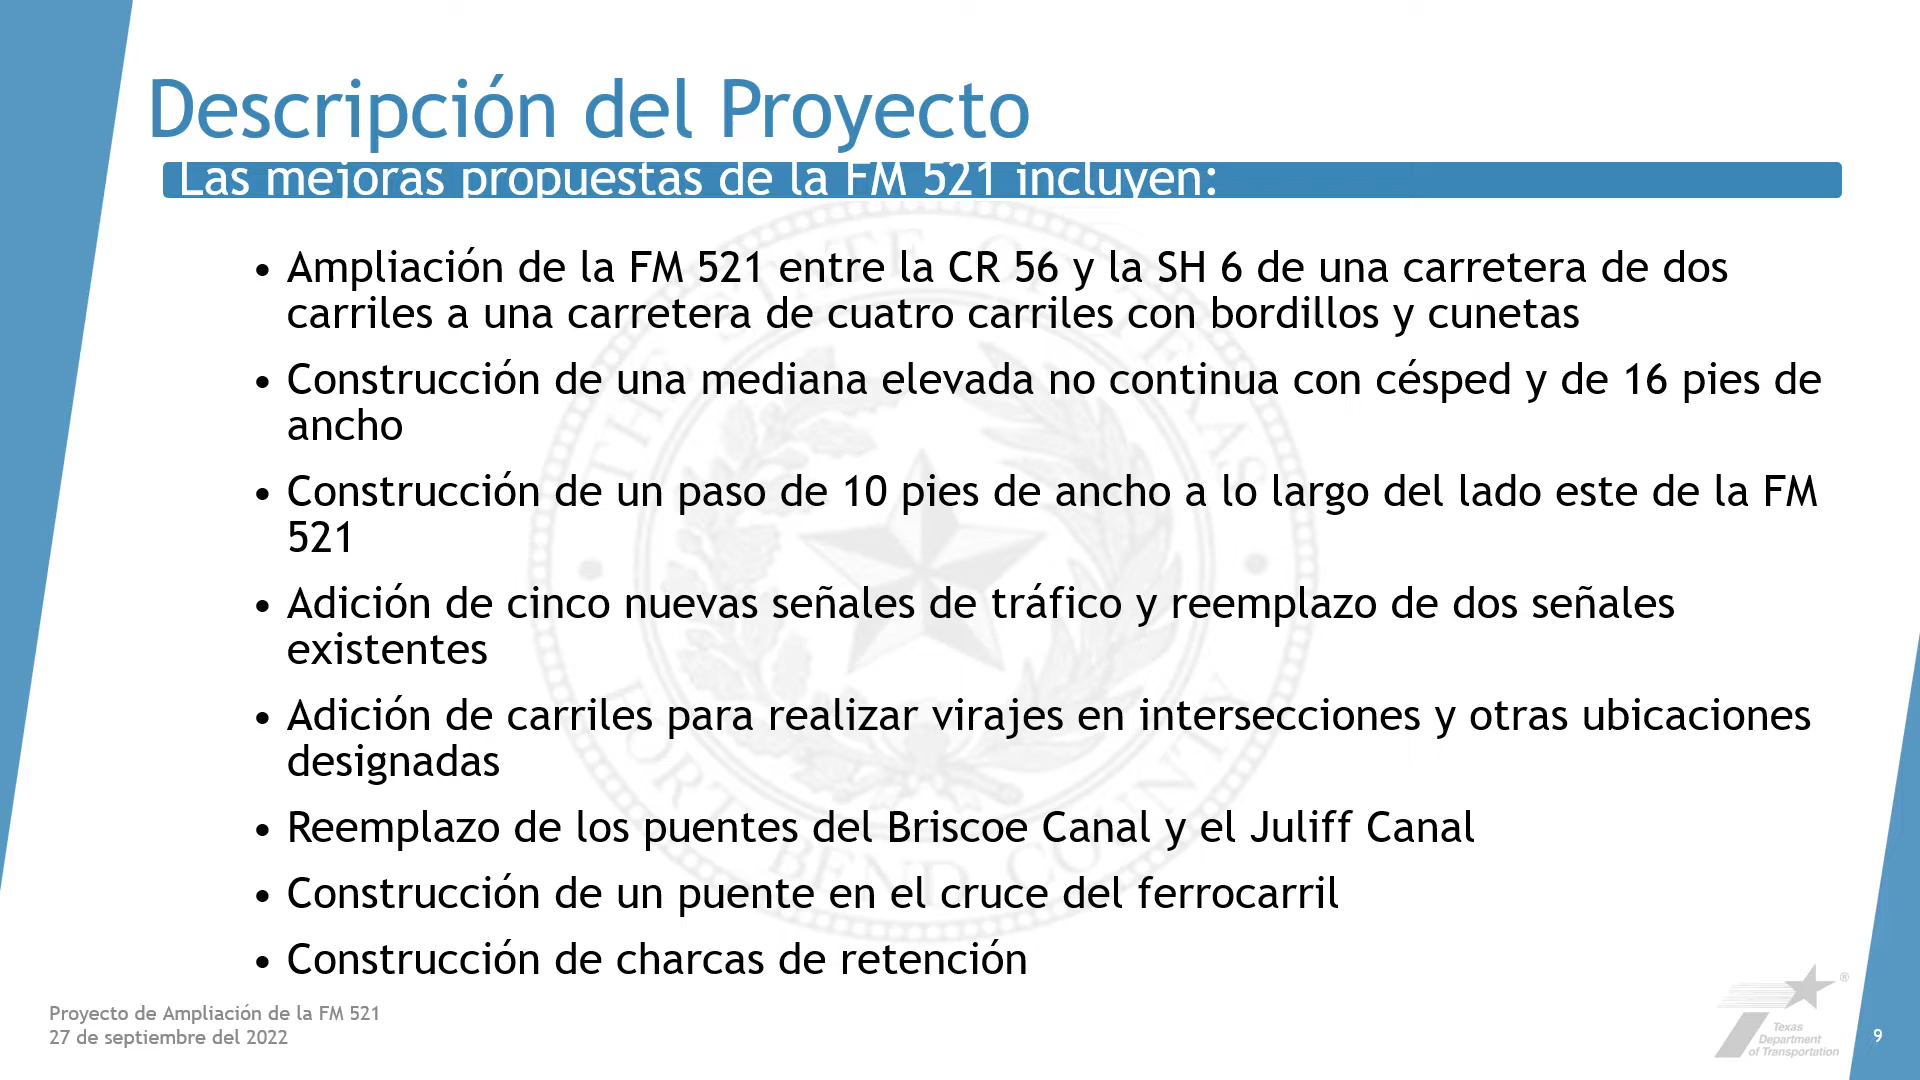 Descripción del Proyecto
Las mejoras propuestas de la FM 521 incluyen:
• Ampliación de la FM 521 entre la CR 56 y la SH 6 de una carretera de dos
carriles a una carretera de cuatro carriles con bordillos y cunetas
• Construcción de una mediana elevada no continua con césped y de 16 pies de
ancho
• Construcción de un paso de 10 pies de ancho a lo largo del lado este de la FM
521
• Adición de cinco nuevas señales de tráfico y reemplazo de dos señales
existentes
• Adición de carriles para realizar virajes en intersecciones y otras ubicaciones
designadas
• Reemplazo de los puentes del Briscoe Canal y el Juliff Canal
• Construcción de un puente en el cruce del ferrocarril
• Construcción de charcas de retención
THE STATE OF TEXAS
FORT BEND COUNTY
Proyecto de Ampliación de la FM 521
27 de septiembre del 2022
®
Texas
Department
of Transportation
9